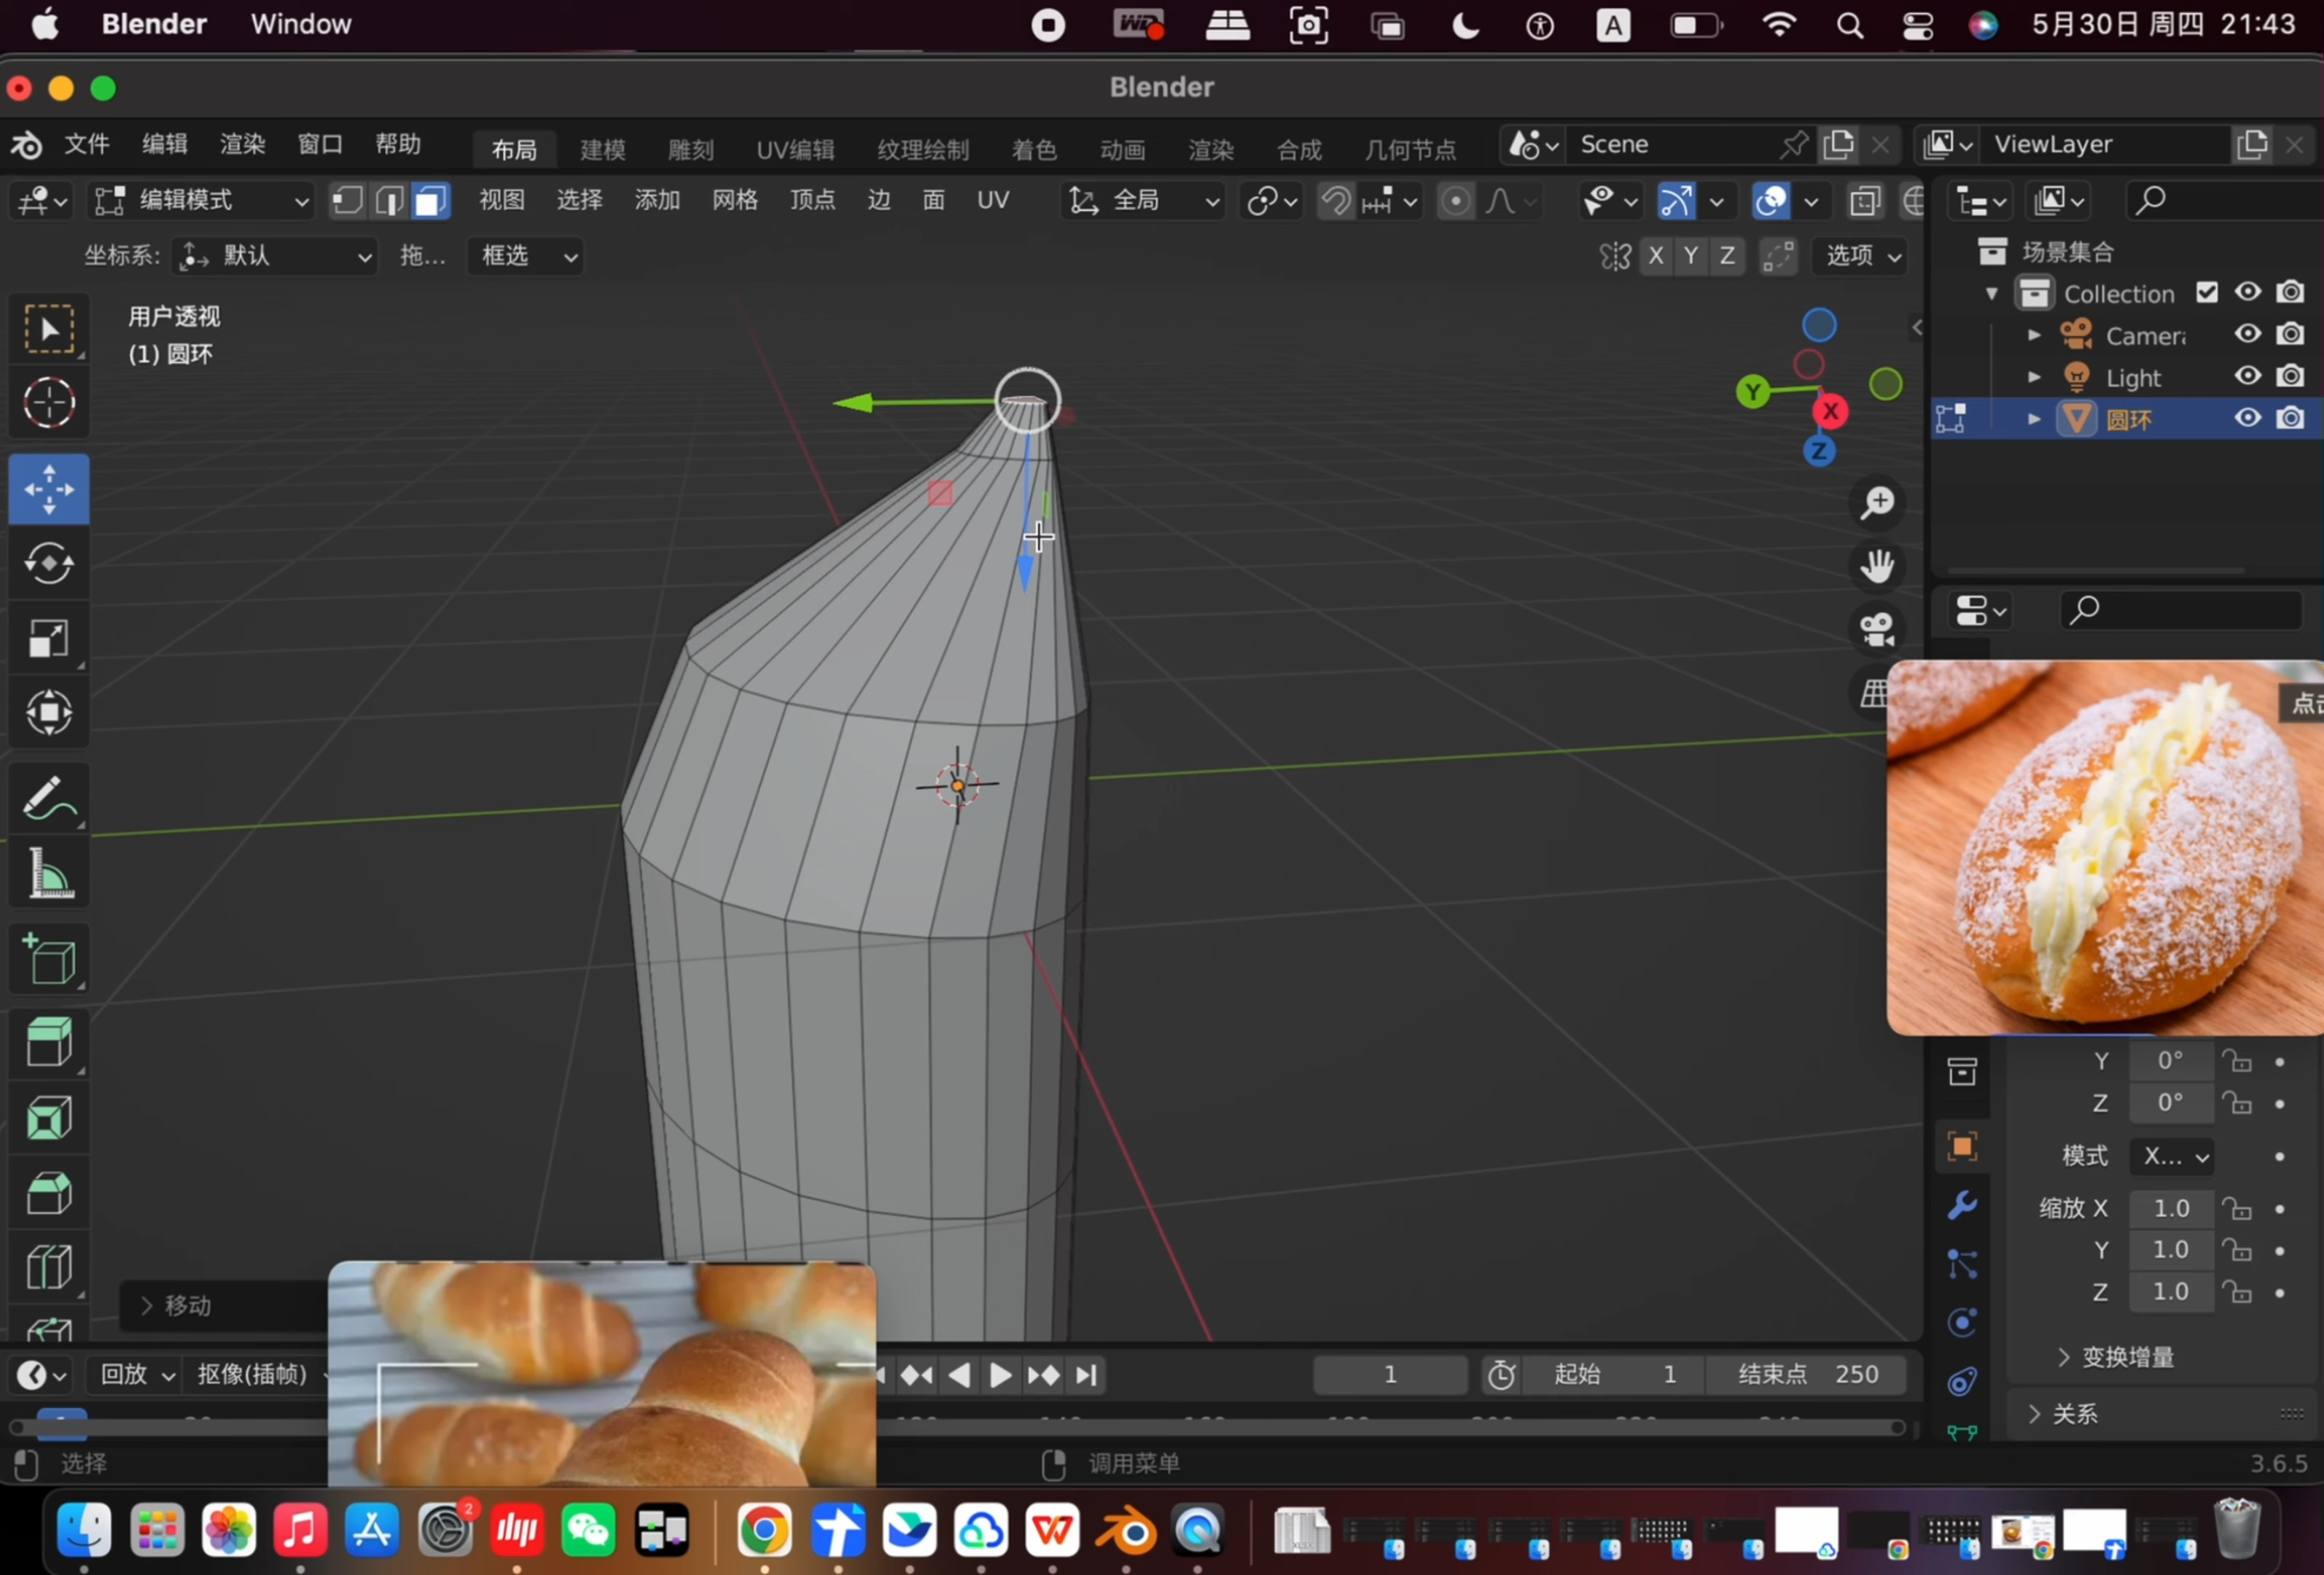 Blender Window A 5月30日 周四 21:43
Blender
文件 编辑 渲染 窗口 帮助 布局 建模 雕刻 UV编辑 纹理绘制 着色 动画 渲染 合成 几何节点 Scene ViewLayer
编辑模式 视图 选择 添加 网格 顶点 边 面 UV 全局
坐标系: 默认 拖... 框选 X Y Z 选项
场景集合
Collection
Camera
Light
圆环
用户透视
(1) 圆环
Y
X
Z
点击
Y 0°
Z 0°
模式 X...
缩放 X 1.0
Y 1.0
Z 1.0
变换增量
关系
移动
回放 抠像(插帧) 1 起始 1 结束点 250
选择 调用菜单 3.6.5
2